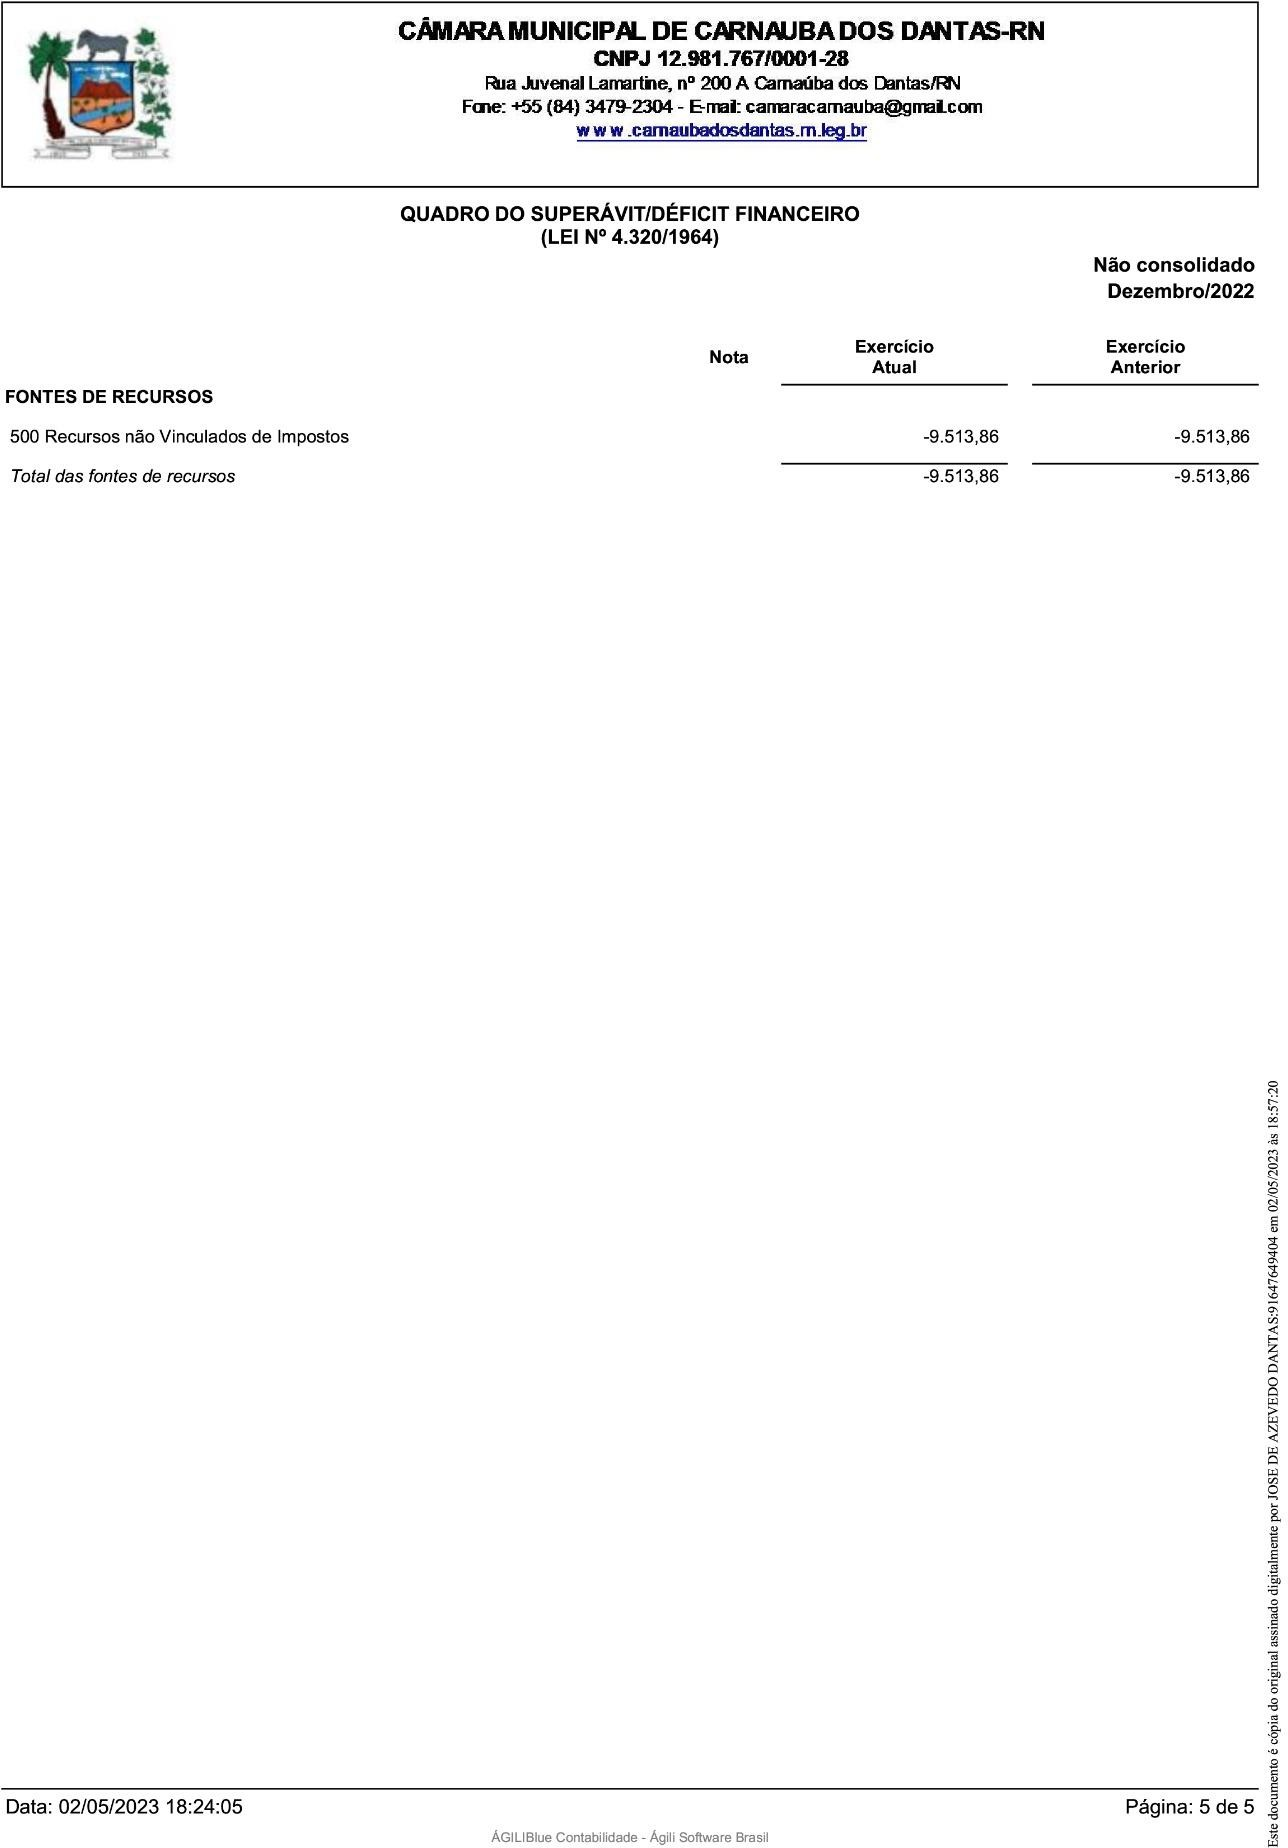 CÂMARA MUNICIPAL DE CARNAUBA DOS DANTAS-RN
CNPJ 12.981.767/0001-28
Rua Juvenal Lamartine, nº 200 A Carnaúba dos Dantas/RN
Fone: +55 (84) 3479-2304 - E-mail: camaracarnauba@gmail.com
www.carnaubadosdantas.rn.leg.br
QUADRO DO SUPERÁVIT/DÉFICIT FINANCEIRO
(LEI Nº 4.320/1964)
Não consolidado
Dezembro/2022
Nota Exercício Atual Exercício Anterior
FONTES DE RECURSOS
500 Recursos não Vinculados de Impostos -9.513,86 -9.513,86
Total das fontes de recursos -9.513,86 -9.513,86
Este documento é cópia do original assinado digitalmente por JOSE DE AZEVEDO DANTAS:91647649404 em 02/05/2023 às 18:57:20
Data: 02/05/2023 18:24:05 Página: 5 de 5
ÁGILIBlue Contabilidade - Ágili Software Brasil